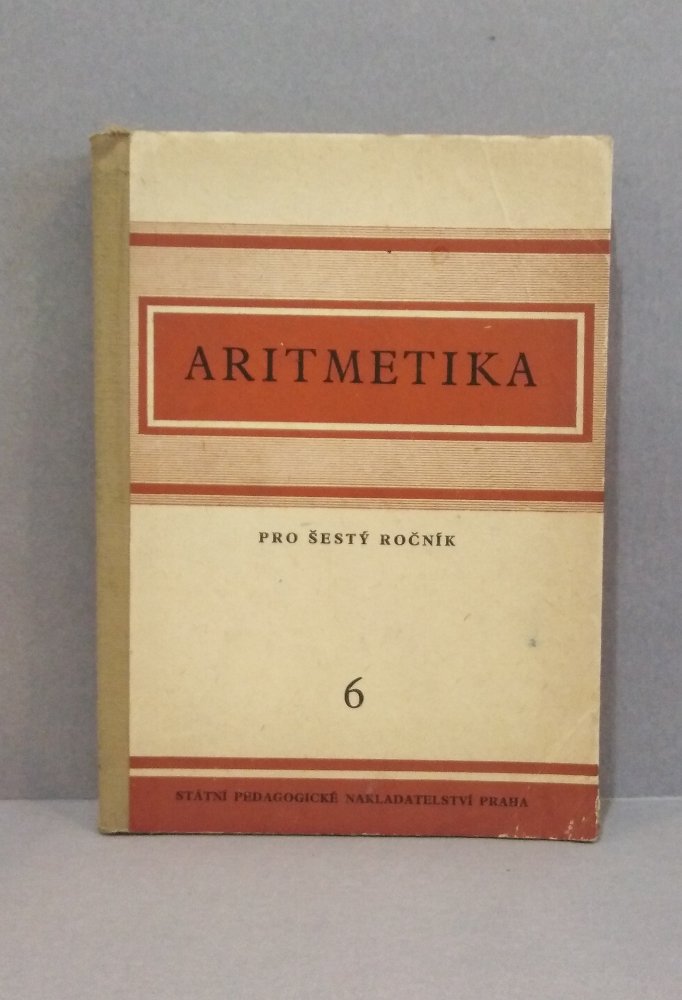 ARITMETIKA
PRO ŠESTÝ ROČNÍK
6
STÁTNÍ PEDAGOGICKÉ NAKLADATELSTVÍ PRAHA